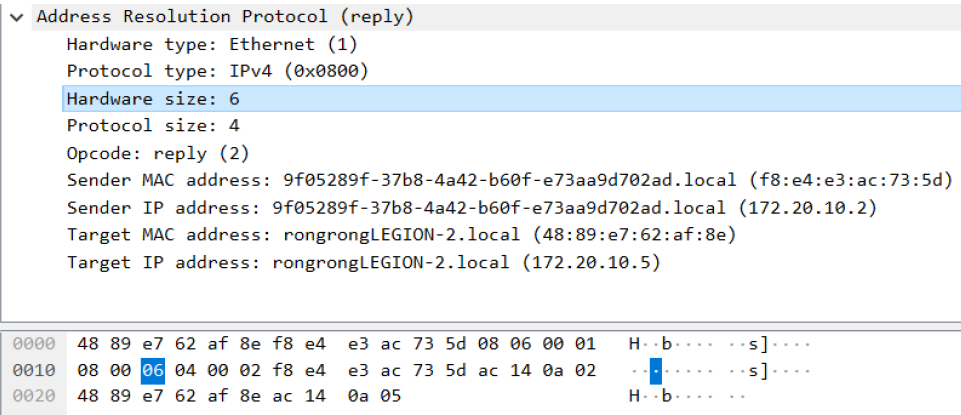 Address Resolution Protocol (reply)
Hardware type: Ethernet (1)
Protocol type: IPv4 (0x0800)
Hardware size: 6
Protocol size: 4
Opcode: reply (2)
Sender MAC address: 9f05289f-37b8-4a42-b60f-e73aa9d702ad.local (f8:e4:e3:ac:73:5d)
Sender IP address: 9f05289f-37b8-4a42-b60f-e73aa9d702ad.local (172.20.10.2)
Target MAC address: rongrongLEGION-2.local (48:89:e7:62:af:8e)
Target IP address: rongrongLEGION-2.local (172.20.10.5)
0000 48 89 e7 62 af 8e f8 e4 e3 ac 73 5d 08 06 00 01 H··b···· ··s]····
0010 08 00 06 04 00 02 f8 e4 e3 ac 73 5d ac 14 0a 02 ········ ··s]····
0020 48 89 e7 62 af 8e ac 14 0a 05 H··b···· ··